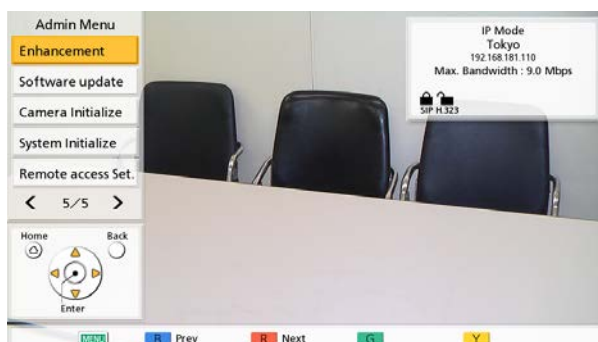 Admin Menu
Enhancement
Software update
Camera Initialize
System Initialize
Remote access Set.
< 5/5 >
Home Back
Enter
IP Mode
Tokyo
192.168.181.110
Max. Bandwidth : 9.0 Mbps
SIP H.323
MENU B Prev R Next G Y